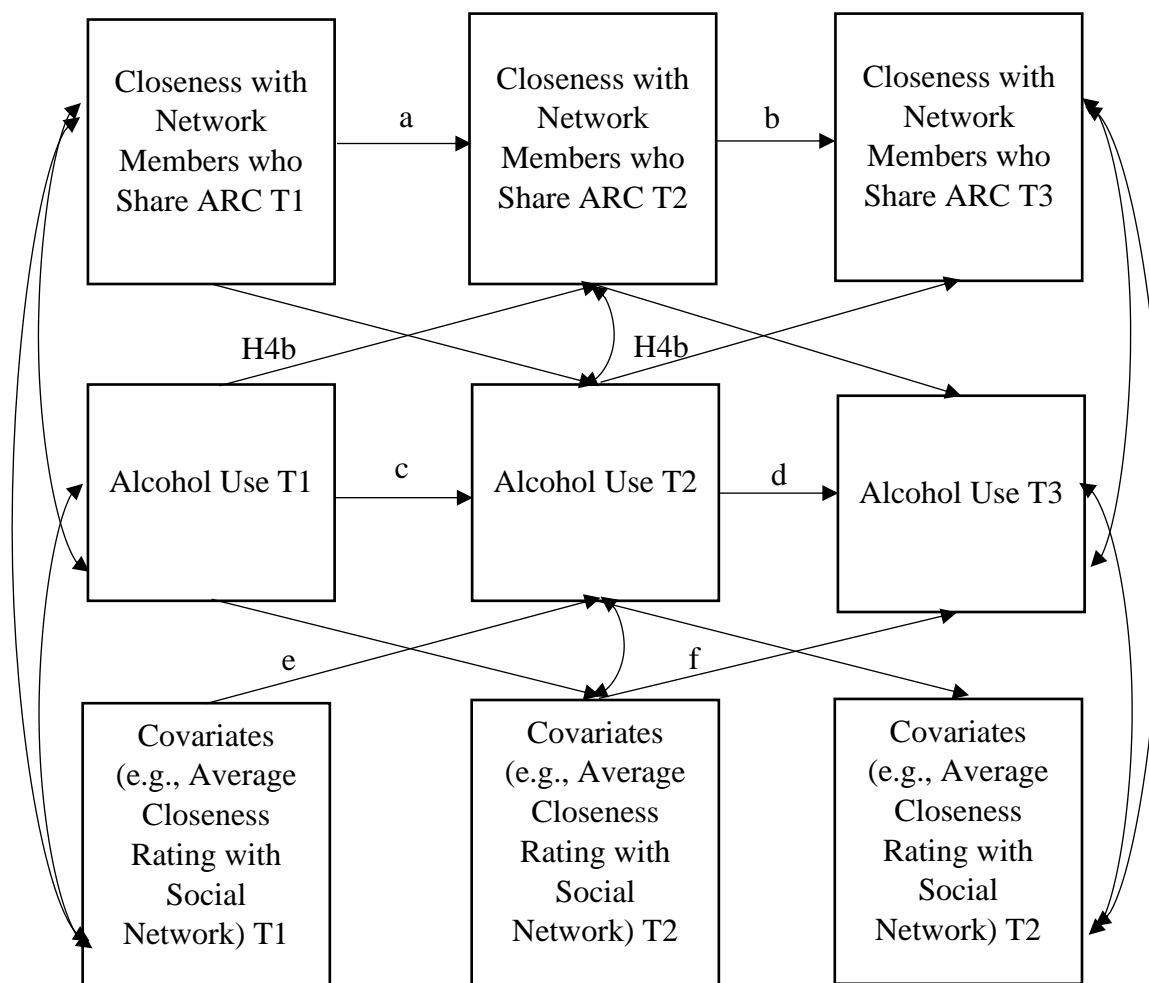 Closeness with
Network
Members who
Share ARC T1
a
Closeness with
Network
Members who
Share ARC T2
b
Closeness with
Network
Members who
Share ARC T3
H4b
H4b
Alcohol Use T1
c
Alcohol Use T2
d
Alcohol Use T3
e
f
Covariates
(e.g., Average
Closeness
Rating with
Social
Network) T1
Covariates
(e.g., Average
Closeness
Rating with
Social
Network) T2
Covariates
(e.g., Average
Closeness
Rating with
Social
Network) T2